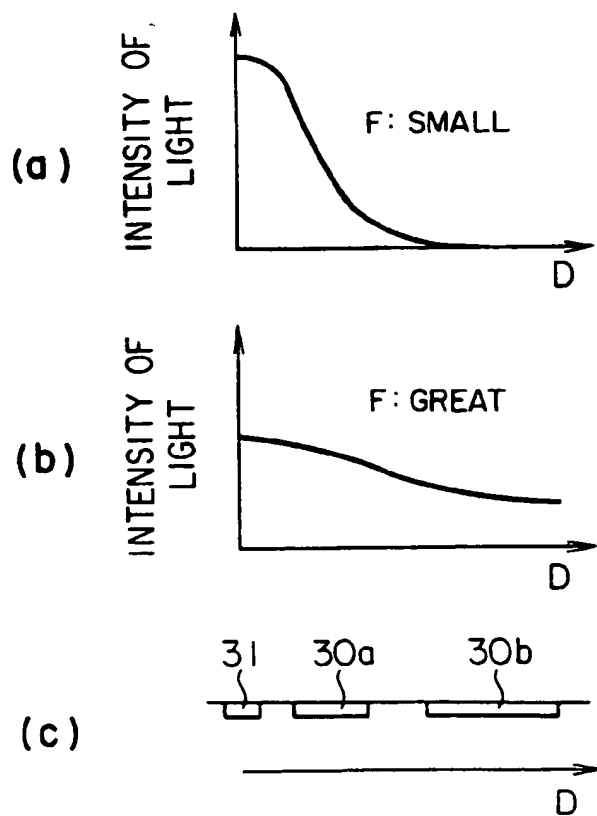 (a)
INTENSITY OF
LIGHT
F: SMALL
D
(b)
INTENSITY OF
LIGHT
F: GREAT
D
(c)
31 30a 30b
D